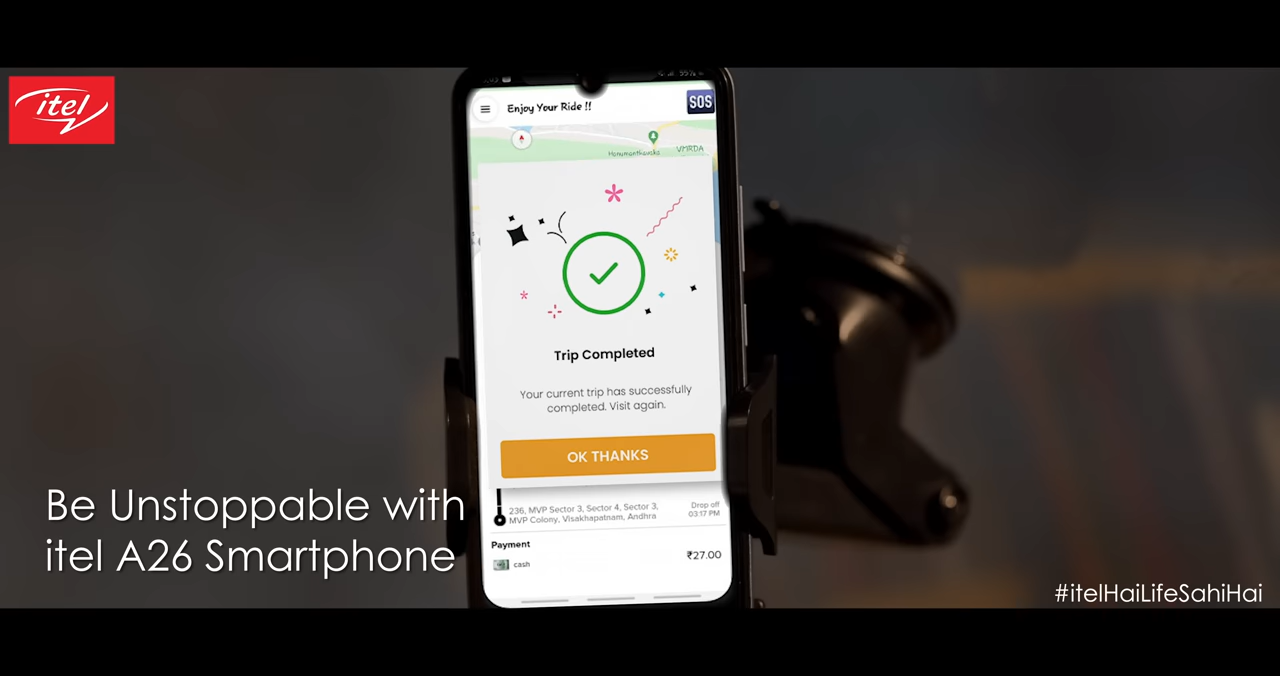 itel
Enjoy Your Ride !!
SOS
VMRDA
Trip Completed
Your current trip has successfully
completed. Visit again.
OK THANKS
236, MVP Sector 3, Sector 4, Sector 3,
MVP Colony, Visakhapatnam, Andhra
Drop off
03:17 PM
Payment
cash
₹27.00
Be Unstoppable with
itel A26 Smartphone
#itelHaiLifeSahiHai